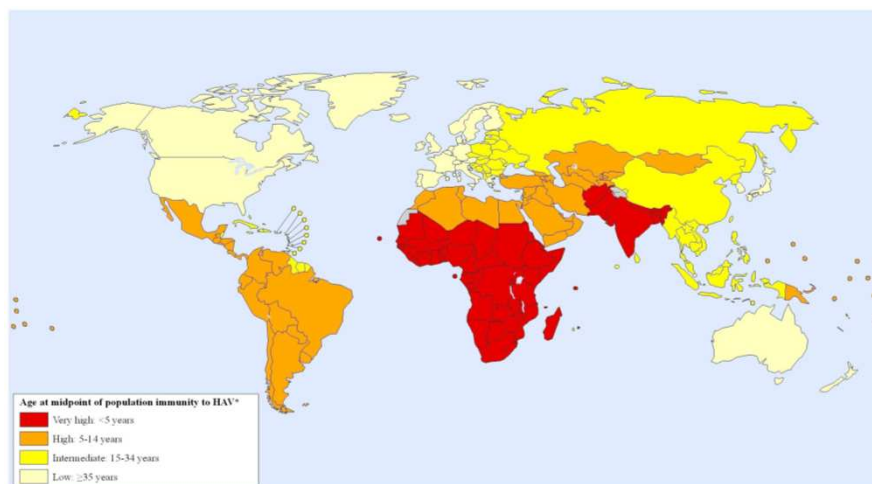 Age at midpoint of population immunity to HAV*
Very high: <5 years
High: 5-14 years
Intermediate: 15-34 years
Low: ≥35 years